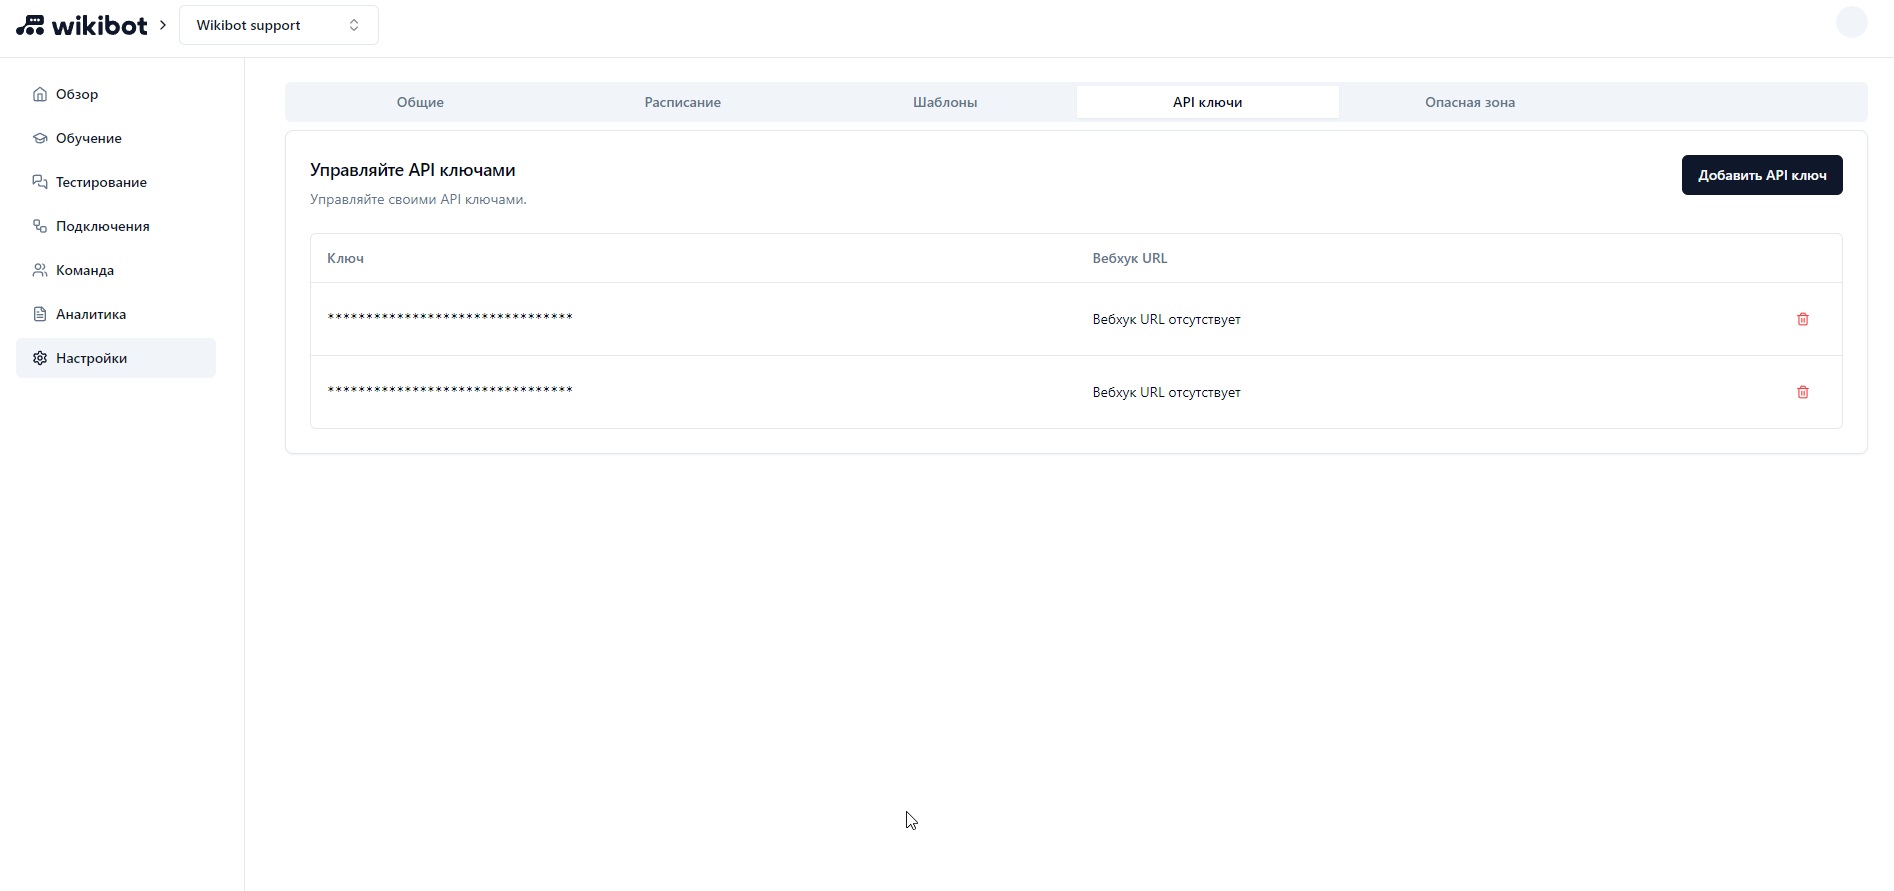 wikibot
Wikibot support
Обзор
Обучение
Тестирование
Подключения
Команда
Аналитика
Настройки
Общие
Расписание
Шаблоны
API ключи
Опасная зона
Управляйте API ключами
Управляйте своими API ключами.
Добавить API ключ
Ключ
Вебхук URL
********************************
Вебхук URL отсутствует
********************************
Вебхук URL отсутствует